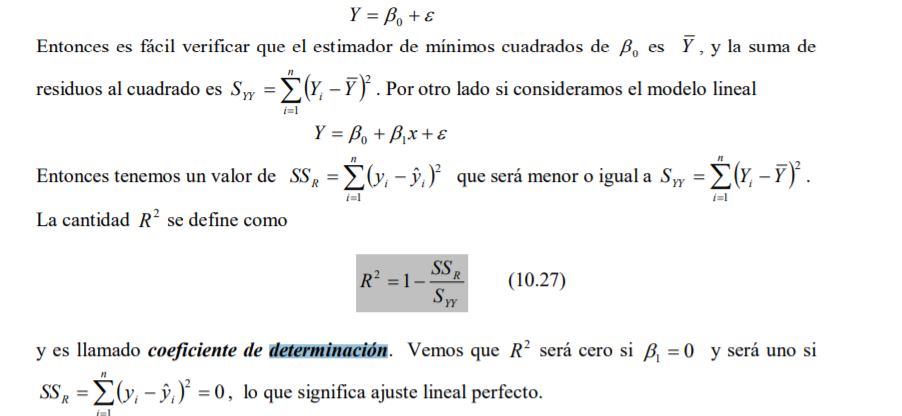 Y = β₀ + ε
Entonces es fácil verificar que el estimador de mínimos cuadrados de β₀ es Ȳ, y la suma de
residuos al cuadrado es S_YY = ∑_{i=1}^{n} (Y_i − Ȳ)². Por otro lado si consideramos el modelo lineal
Y = β₀ + β₁x + ε
Entonces tenemos un valor de SS_R = ∑_{i=1}^{n} (y_i − ŷ_i)² que será menor o igual a S_YY = ∑_{i=1}^{n} (Y_i − Ȳ)².
La cantidad R² se define como
R² = 1 − SS_R / S_YY (10.27)
y es llamado coeficiente de determinación. Vemos que R² será cero si β₁ = 0 y será uno si
SS_R = ∑_{i=1}^{n} (y_i − ŷ_i)² = 0, lo que significa ajuste lineal perfecto.